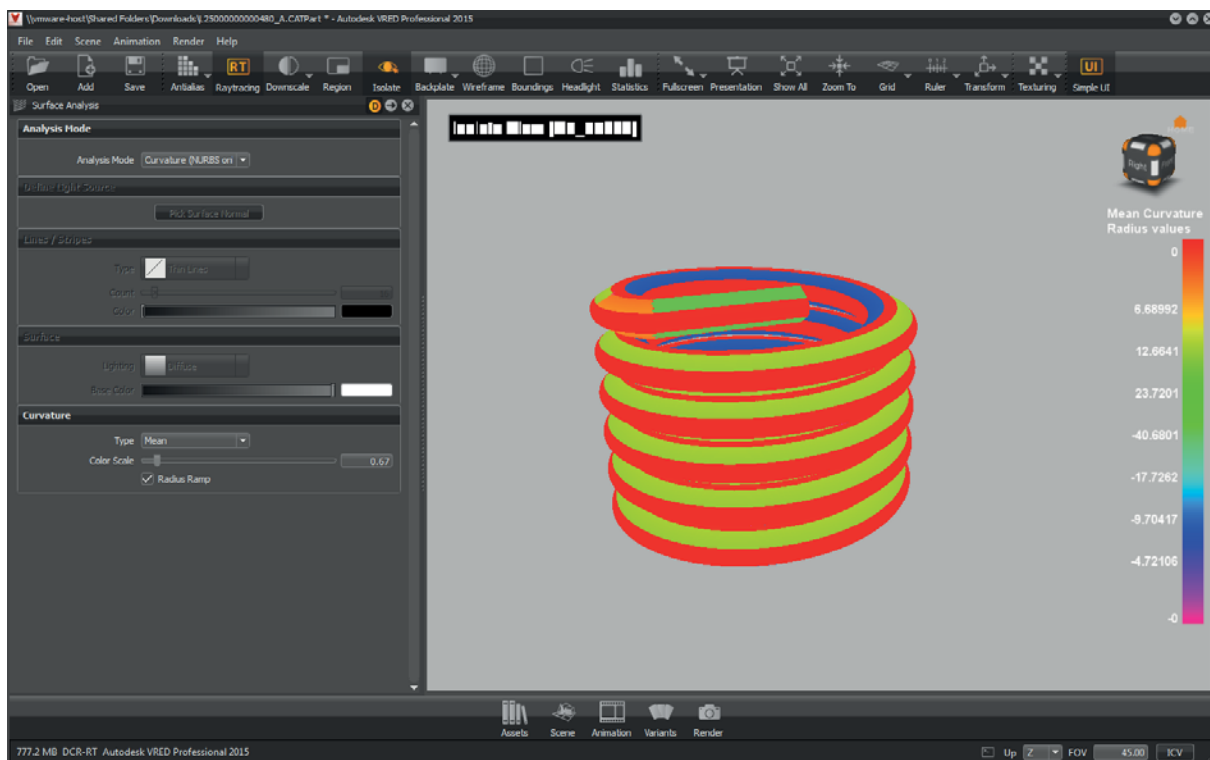 \\vmware-host\Shared Folders\Downloads\L25000000000480_A.CATPart * - Autodesk VRED Professional 2015
File Edit Scene Animation Render Help
RT UI
Open Add Save Antialias Raytracing Downscale Region Isolate Backplate Wireframe Boundings Headlight Statistics Fullscreen Presentation Show All Zoom To Grid Ruler Transform Texturing Simple UI
Surface Analysis D
Analysis Mode
Analysis Mode Curvature (NURBS on
Define Light Source
Pick Surface Normal
Lines / Stripes
Type Thin Lines
Count
Color
Surface
Lighting Diffuse
Base Color
Curvature
Type Mean
Color Scale 0.67
Radius Ramp
Right
Mean Curvature
Radius values
0
6.68992
12.6641
23.7201
-40.6801
-17.7262
-9.70417
-4.72106
-0
Assets Scene Animation Variants Render
777.2 MB DCR-RT Autodesk VRED Professional 2015 Up Z FOV 45.00 ICV